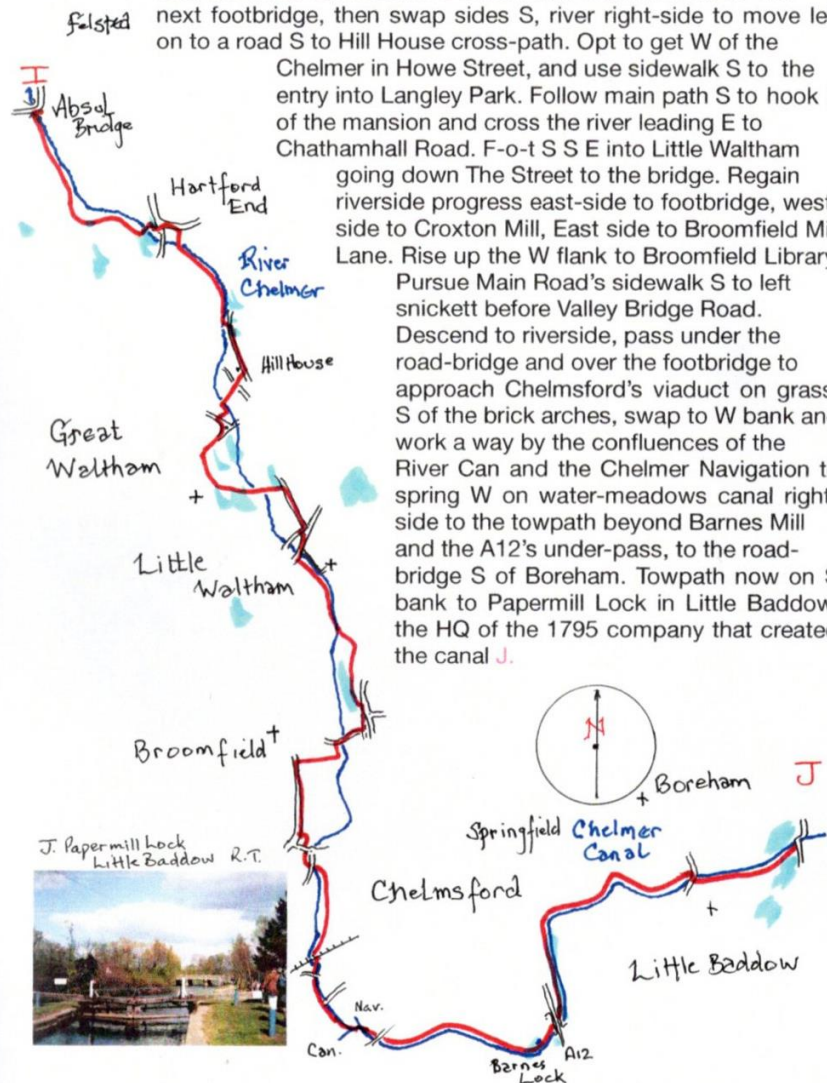 felsted
next footbridge, then swap sides S, river right-side to move le
on to a road S to Hill House cross-path. Opt to get W of the
Chelmer in Howe Street, and use sidewalk S to the
entry into Langley Park. Follow main path S to hook
of the mansion and cross the river leading E to
Chathamhall Road. F-o-t S S E into Little Waltham
going down The Street to the bridge. Regain
riverside progress east-side to footbridge, west
side to Croxton Mill, East side to Broomfield Mi
Lane. Rise up the W flank to Broomfield Library
Pursue Main Road's sidewalk S to left
snickett before Valley Bridge Road.
Descend to riverside, pass under the
road-bridge and over the footbridge to
approach Chelmsford's viaduct on grass
S of the brick arches, swap to W bank an
work a way by the confluences of the
River Can and the Chelmer Navigation t
spring W on water-meadows canal right
side to the towpath beyond Barnes Mill
and the A12's under-pass, to the road-
bridge S of Boreham. Towpath now on S
bank to Papermill Lock in Little Baddow
the HQ of the 1795 company that create
the canal J.
I
Absol
Bridge
Hartford
End
River
Chelmer
Hill House
Great
Waltham
Little
Waltham
Broomfield
N
J
Boreham
Springfield
Chelmer
Canal
J. Papermill Lock
Little Baddow R.T.
Chelmsford
Little Baddow
Nav.
Can.
Barnes
Lock
A12